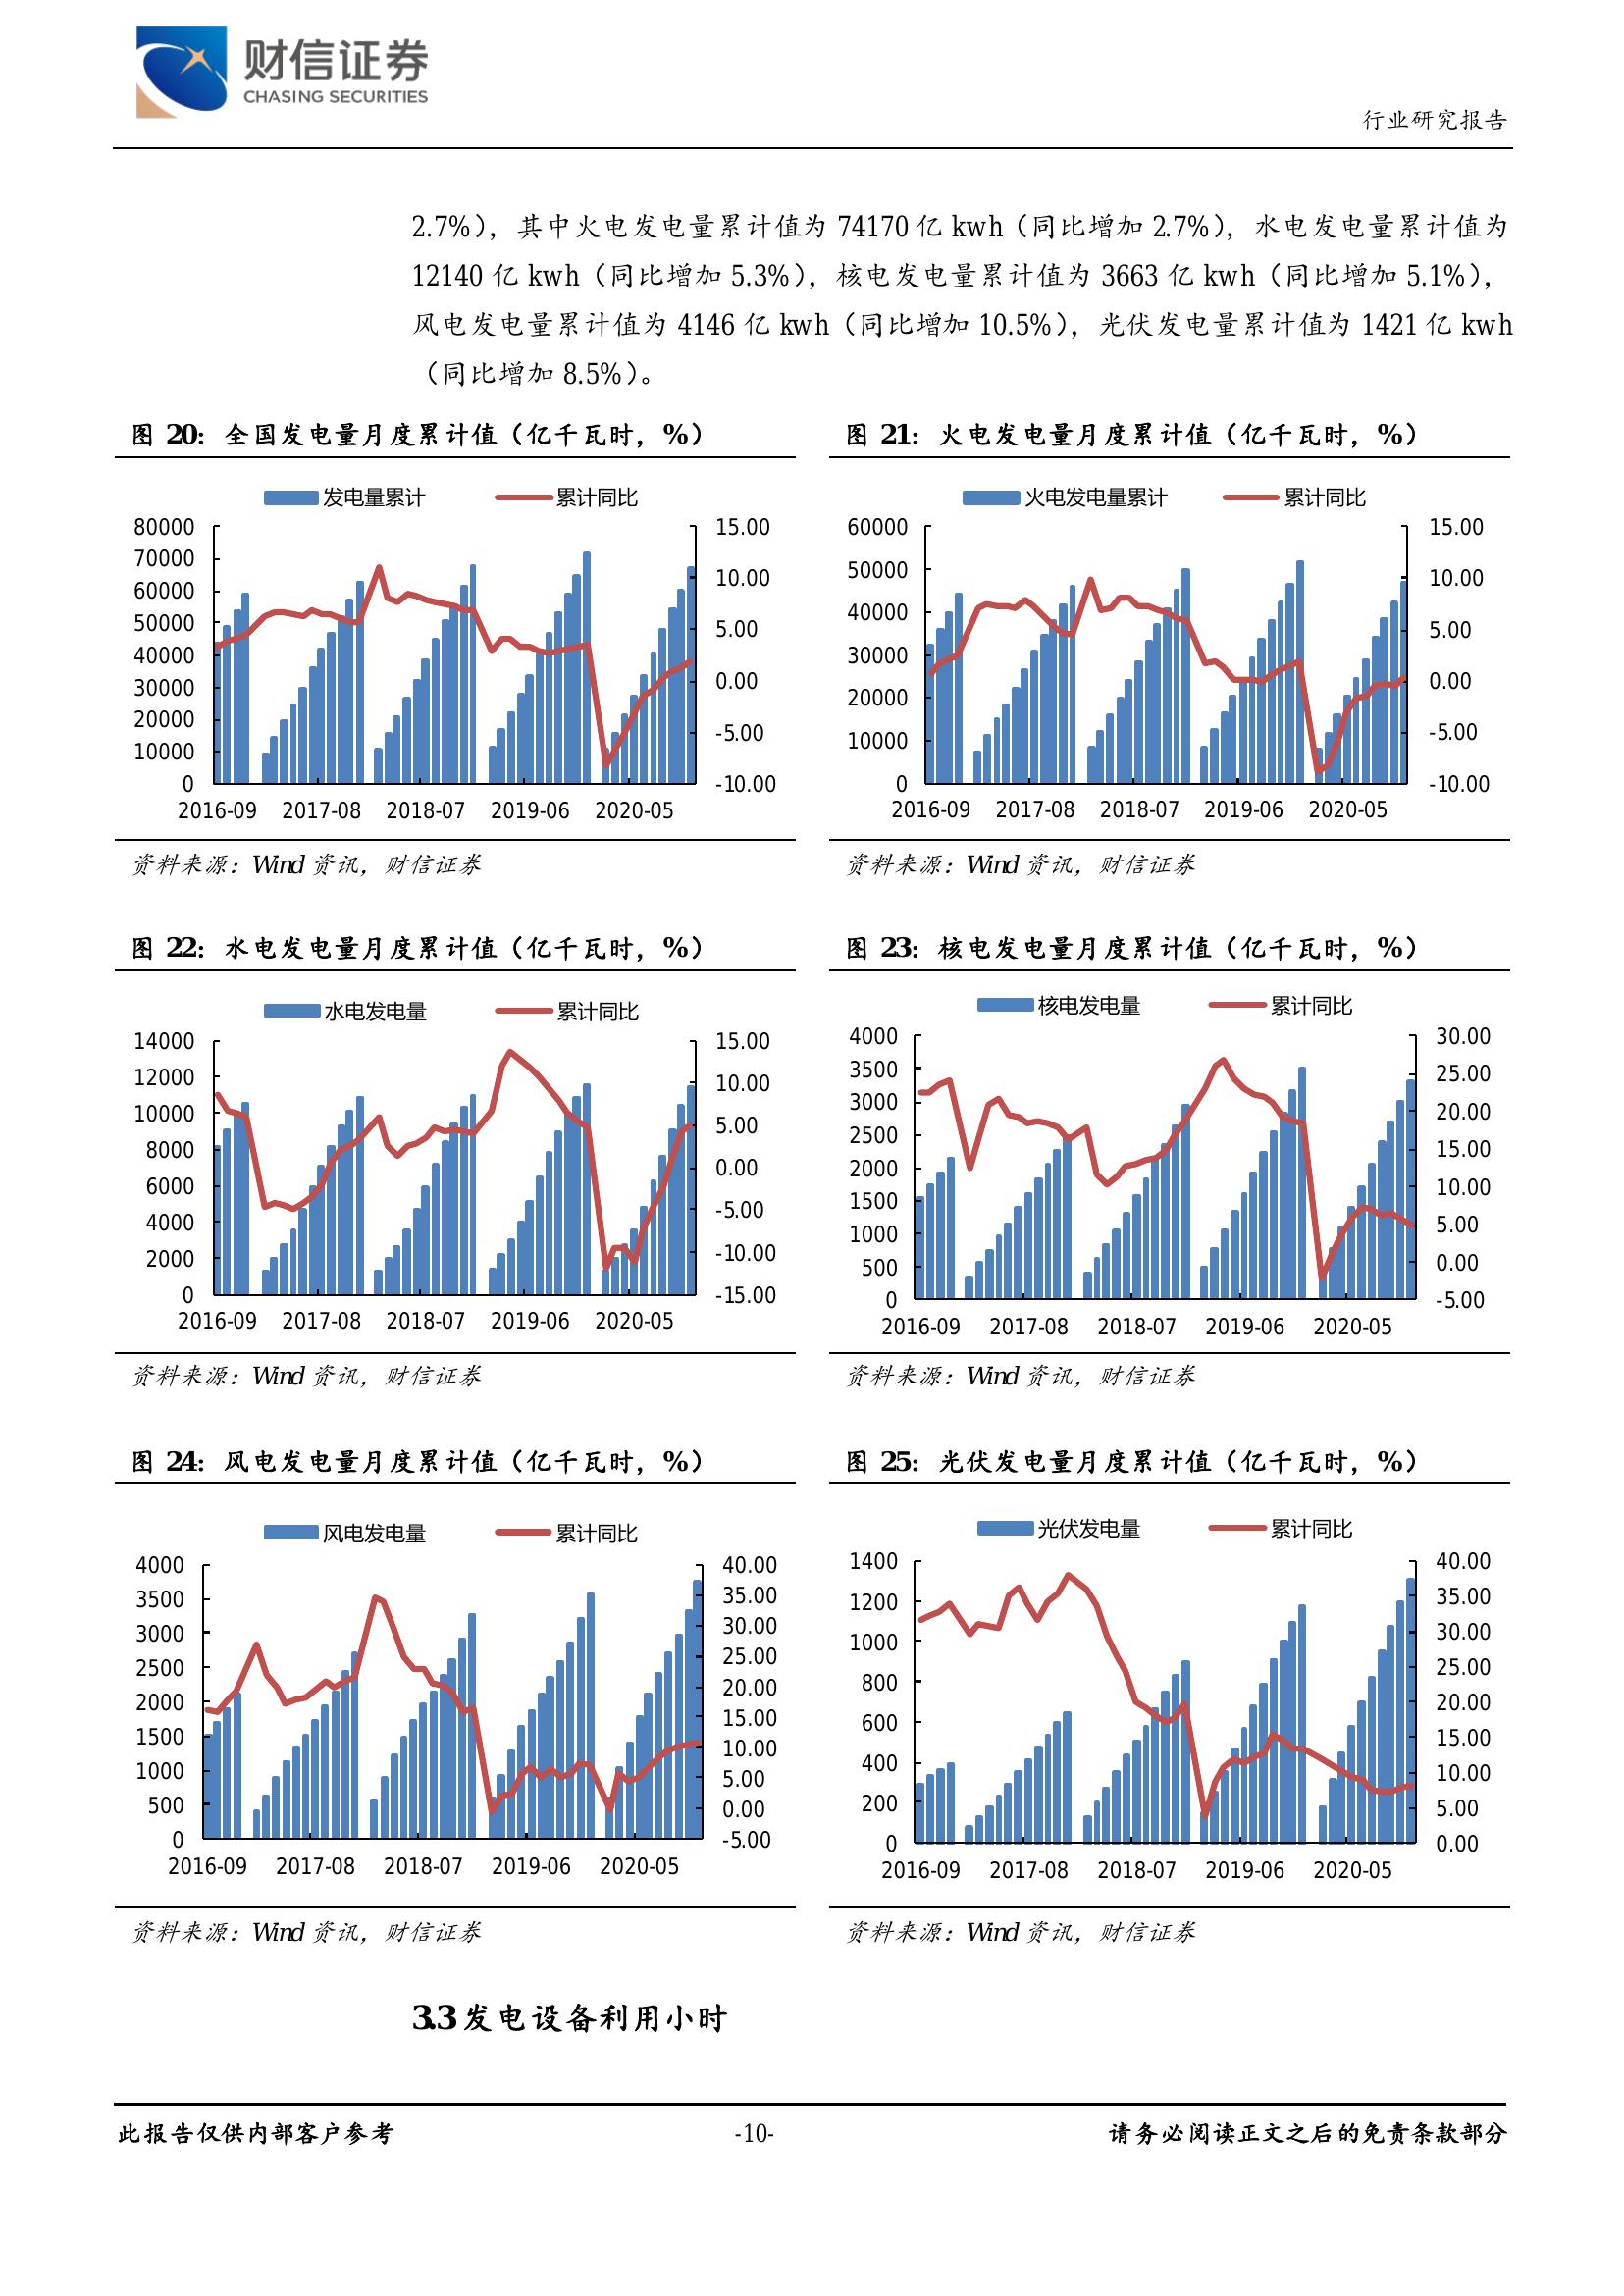 财信证券
CHASING SECURITIES
行业研究报告
2.7%），其中火电发电量累计值为 74170 亿 kwh（同比增加 2.7%），水电发电量累计值为
12140 亿 kwh（同比增加 5.3%），核电发电量累计值为 3663 亿 kwh（同比增加 5.1%），
风电发电量累计值为 4146 亿 kwh（同比增加 10.5%），光伏发电量累计值为 1421 亿 kwh
（同比增加 8.5%）。
图 20：全国发电量月度累计值（亿千瓦时，%）
发电量累计 累计同比
80000 15.00
70000
60000 10.00
50000 5.00
40000 0.00
30000
20000 -5.00
10000
0 -10.00
2016-09 2017-08 2018-07 2019-06 2020-05
资料来源：Wind 资讯，财信证券
图 21：火电发电量月度累计值（亿千瓦时，%）
火电发电量累计 累计同比
60000 15.00
50000 10.00
40000 5.00
30000 0.00
20000
10000 -5.00
0 -10.00
2016-09 2017-08 2018-07 2019-06 2020-05
资料来源：Wind 资讯，财信证券
图 22：水电发电量月度累计值（亿千瓦时，%）
水电发电量 累计同比
14000 15.00
12000 10.00
10000 5.00
8000 0.00
6000 -5.00
4000 -10.00
2000
0 -15.00
2016-09 2017-08 2018-07 2019-06 2020-05
资料来源：Wind 资讯，财信证券
图 23：核电发电量月度累计值（亿千瓦时，%）
核电发电量 累计同比
4000 30.00
3500 25.00
3000 20.00
2500 15.00
2000 10.00
1500 5.00
1000 0.00
500
0 -5.00
2016-09 2017-08 2018-07 2019-06 2020-05
资料来源：Wind 资讯，财信证券
图 24：风电发电量月度累计值（亿千瓦时，%）
风电发电量 累计同比
4000 40.00
3500 35.00
3000 30.00
2500 25.00
2000 20.00
1500 15.00
1000 10.00
500 5.00
0 0.00
-5.00
2016-09 2017-08 2018-07 2019-06 2020-05
资料来源：Wind 资讯，财信证券
图 25：光伏发电量月度累计值（亿千瓦时，%）
光伏发电量 累计同比
1400 40.00
1200 35.00
1000 30.00
800 25.00
600 20.00
400 15.00
200 10.00
0 5.00
0.00
2016-09 2017-08 2018-07 2019-06 2020-05
资料来源：Wind 资讯，财信证券
3.3 发电设备利用小时
此报告仅供内部客户参考 -10- 请务必阅读正文之后的免责条款部分